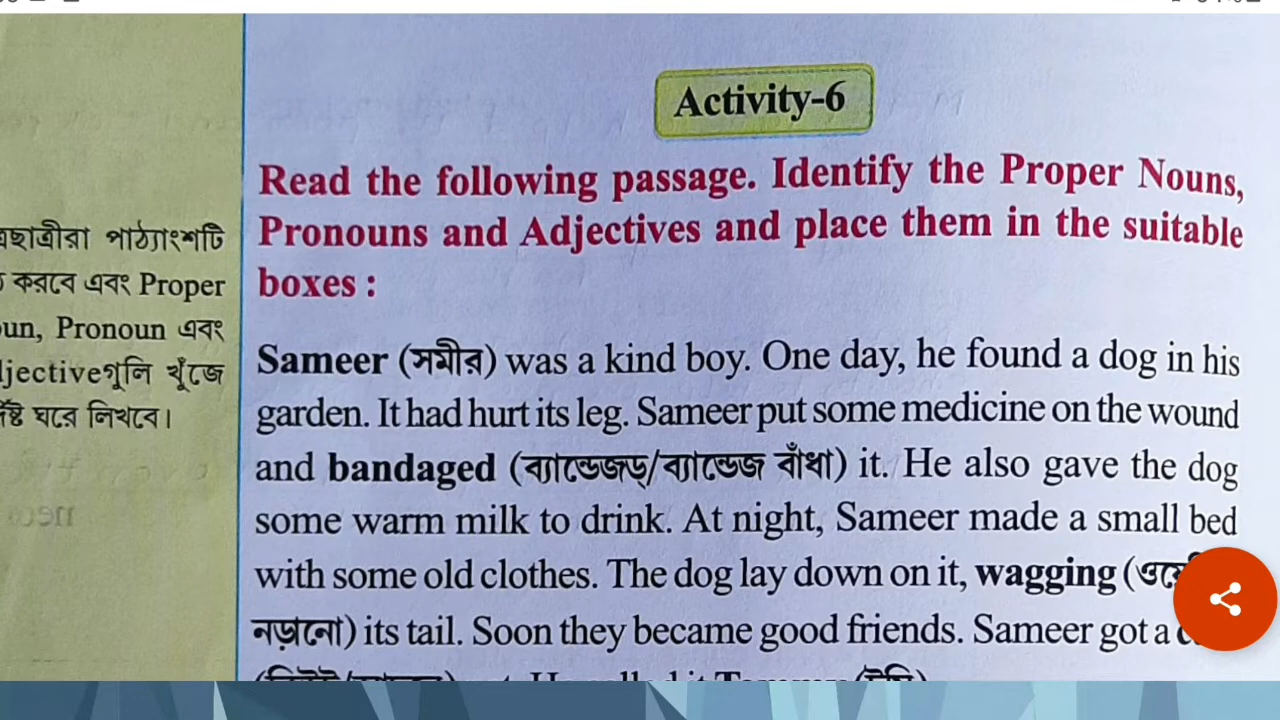 Activity-6
Read the following passage. Identify the Proper Nouns,
Pronouns and Adjectives and place them in the suitable
boxes :
ছাত্রীরা পাঠ্যাংশটি
করবে এবং Proper
un, Pronoun এবং
jectiveগুলি খুঁজে
ঘরে লিখবে।
Sameer (সমীর) was a kind boy. One day, he found a dog in his
garden. It had hurt its leg. Sameer put some medicine on the wound
and bandaged (ব্যান্ডেজড্/ব্যান্ডেজ বাঁধা) it. He also gave the dog
some warm milk to drink. At night, Sameer made a small bed
with some old clothes. The dog lay down on it, wagging
নড়ানো) its tail. Soon they became good friends. Sameer got a
He called it Tommy (টমি)